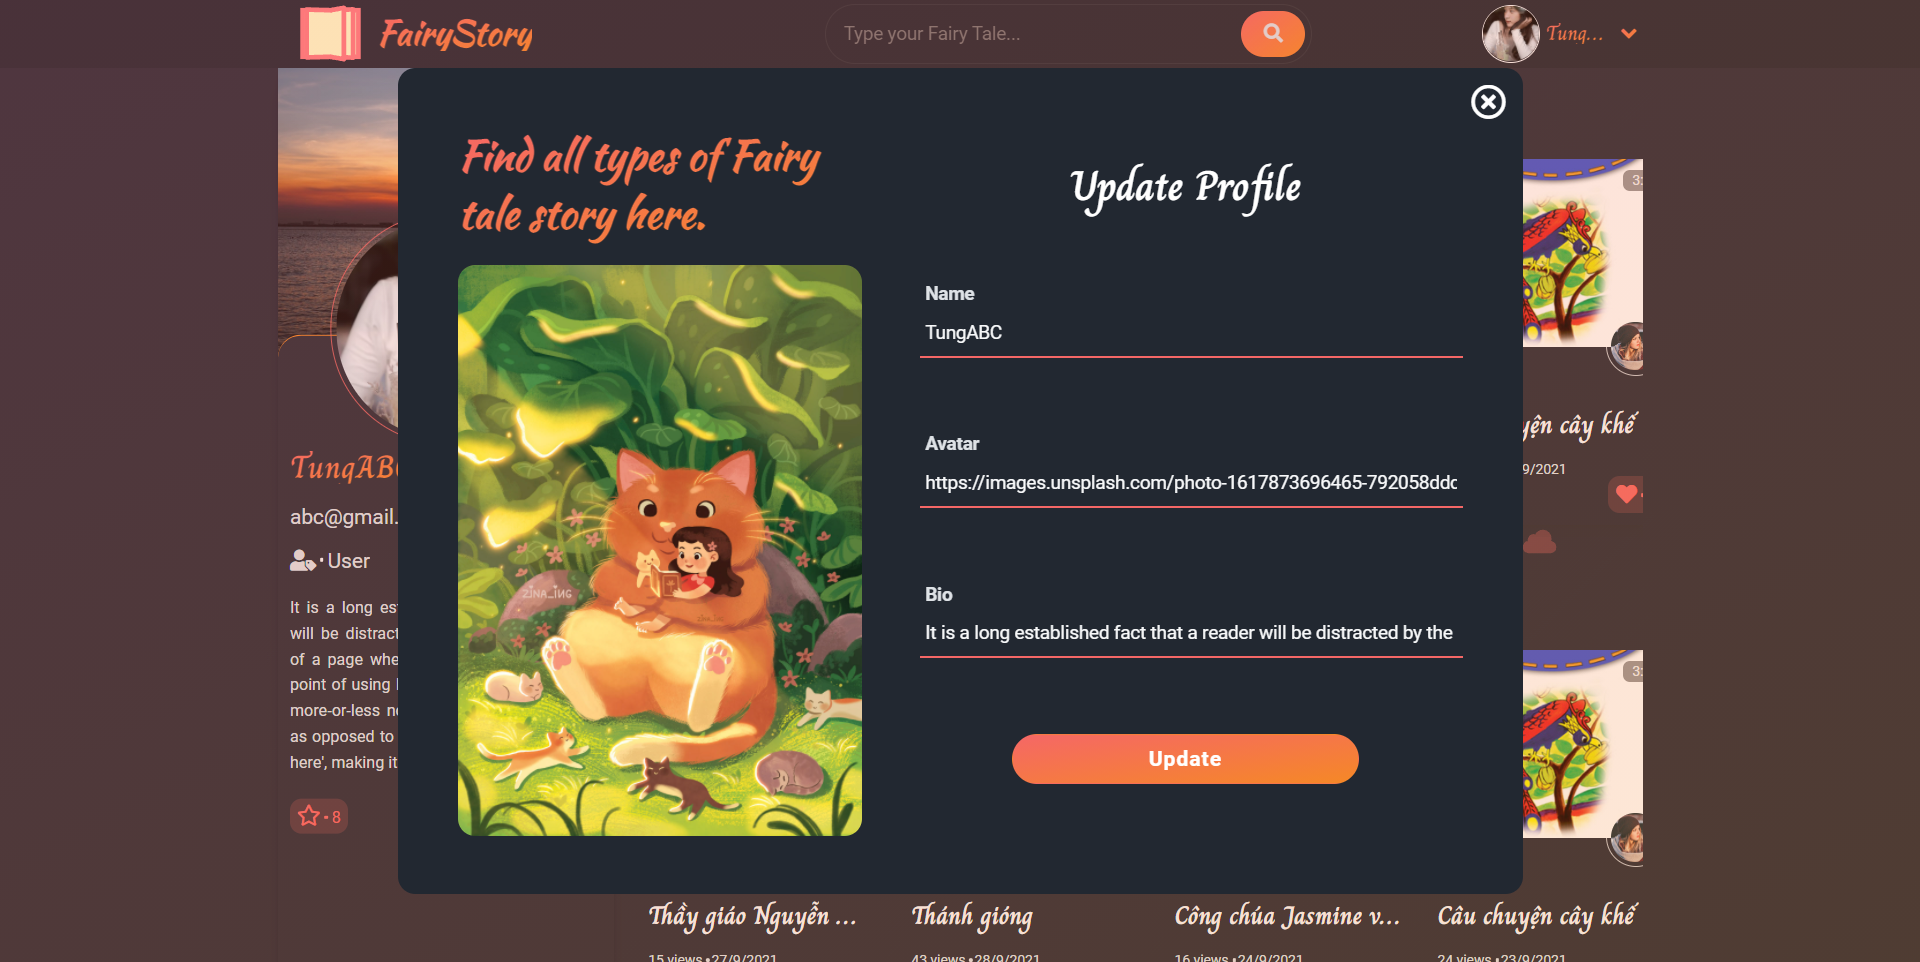 FairyStory
Type your Fairy Tale...
Tung...
Find all types of Fairy
tale story here.
Update Profile
Name
TungABC
Avatar
https://images.unsplash.com/photo-1617873696465-792058ddc
Bio
It is a long established fact that a reader will be distracted by the
Update
ZINA_ING
TungABC
abc@gmail.
User
It is a long es
will be distract
of a page whe
point of using
more-or-less
as opposed to
here', making it
8
3:
cây khế
9/2021
3:
Thầy giáo Nguyễn ...
15 views • 27/9/2021
Thánh gióng
43 views • 28/9/2021
Công chúa Jasmine v...
16 views • 24/9/2021
Câu chuyện cây khế
24 views • 23/9/2021